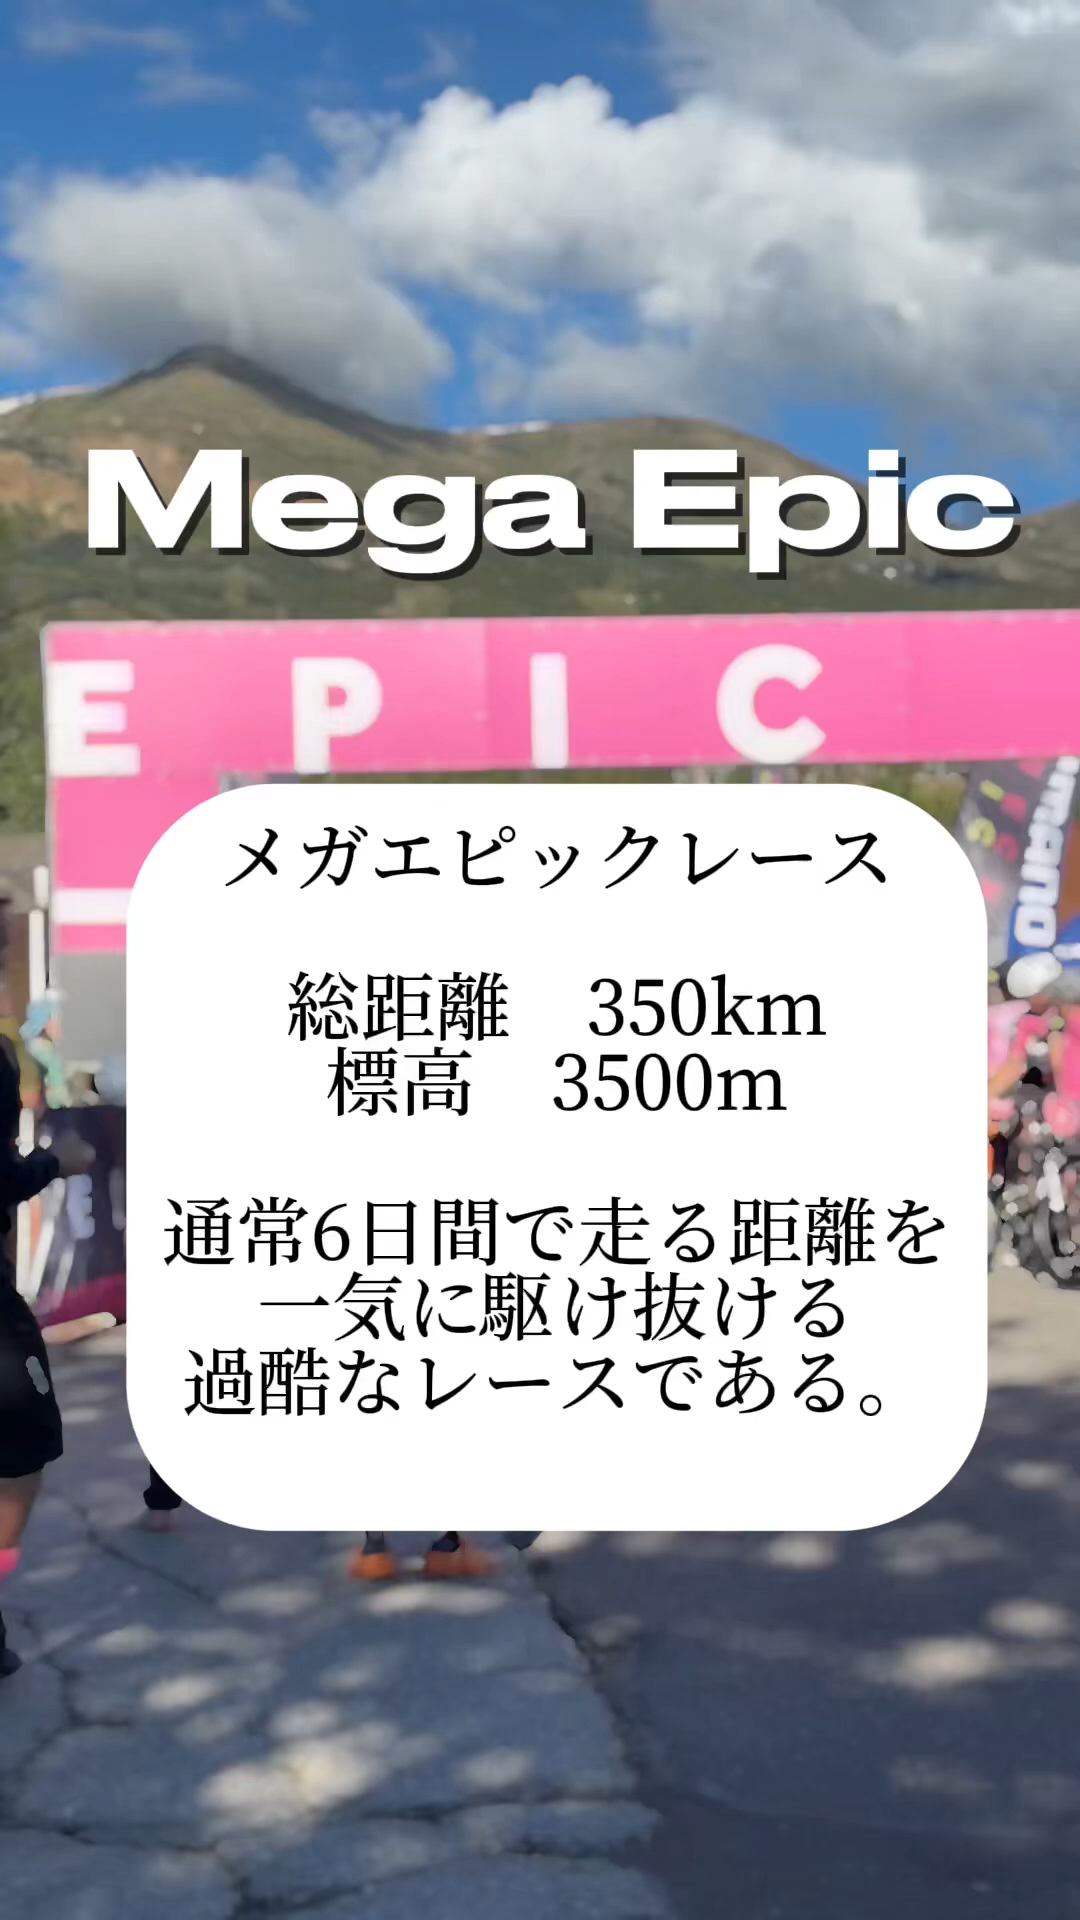 Mega Epic
EPIC
メガエピックレース
総距離　350km
標高　3500m
通常6日間で走る距離を
一気に駆け抜ける
過酷なレースである。